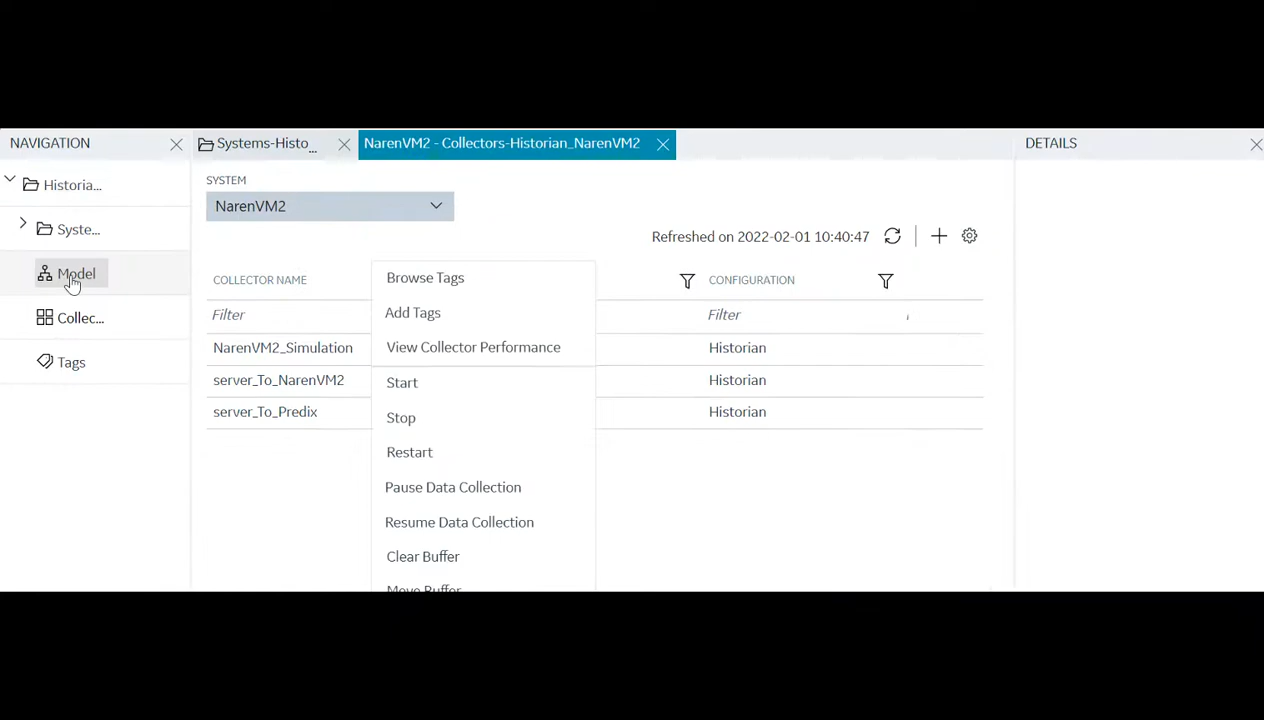 NAVIGATION
Systems-Histo...
NarenVM2 - Collectors-Historian_NarenVM2
DETAILS
Historia...
Syste...
Model
Collec...
Tags
SYSTEM
NarenVM2
Refreshed on 2022-02-01 10:40:47
COLLECTOR NAME
CONFIGURATION
Filter
Filter
NarenVM2_Simulation
Historian
server_To_NarenVM2
Historian
server_To_Predix
Historian
Browse Tags
Add Tags
View Collector Performance
Start
Stop
Restart
Pause Data Collection
Resume Data Collection
Clear Buffer
Move Buffer